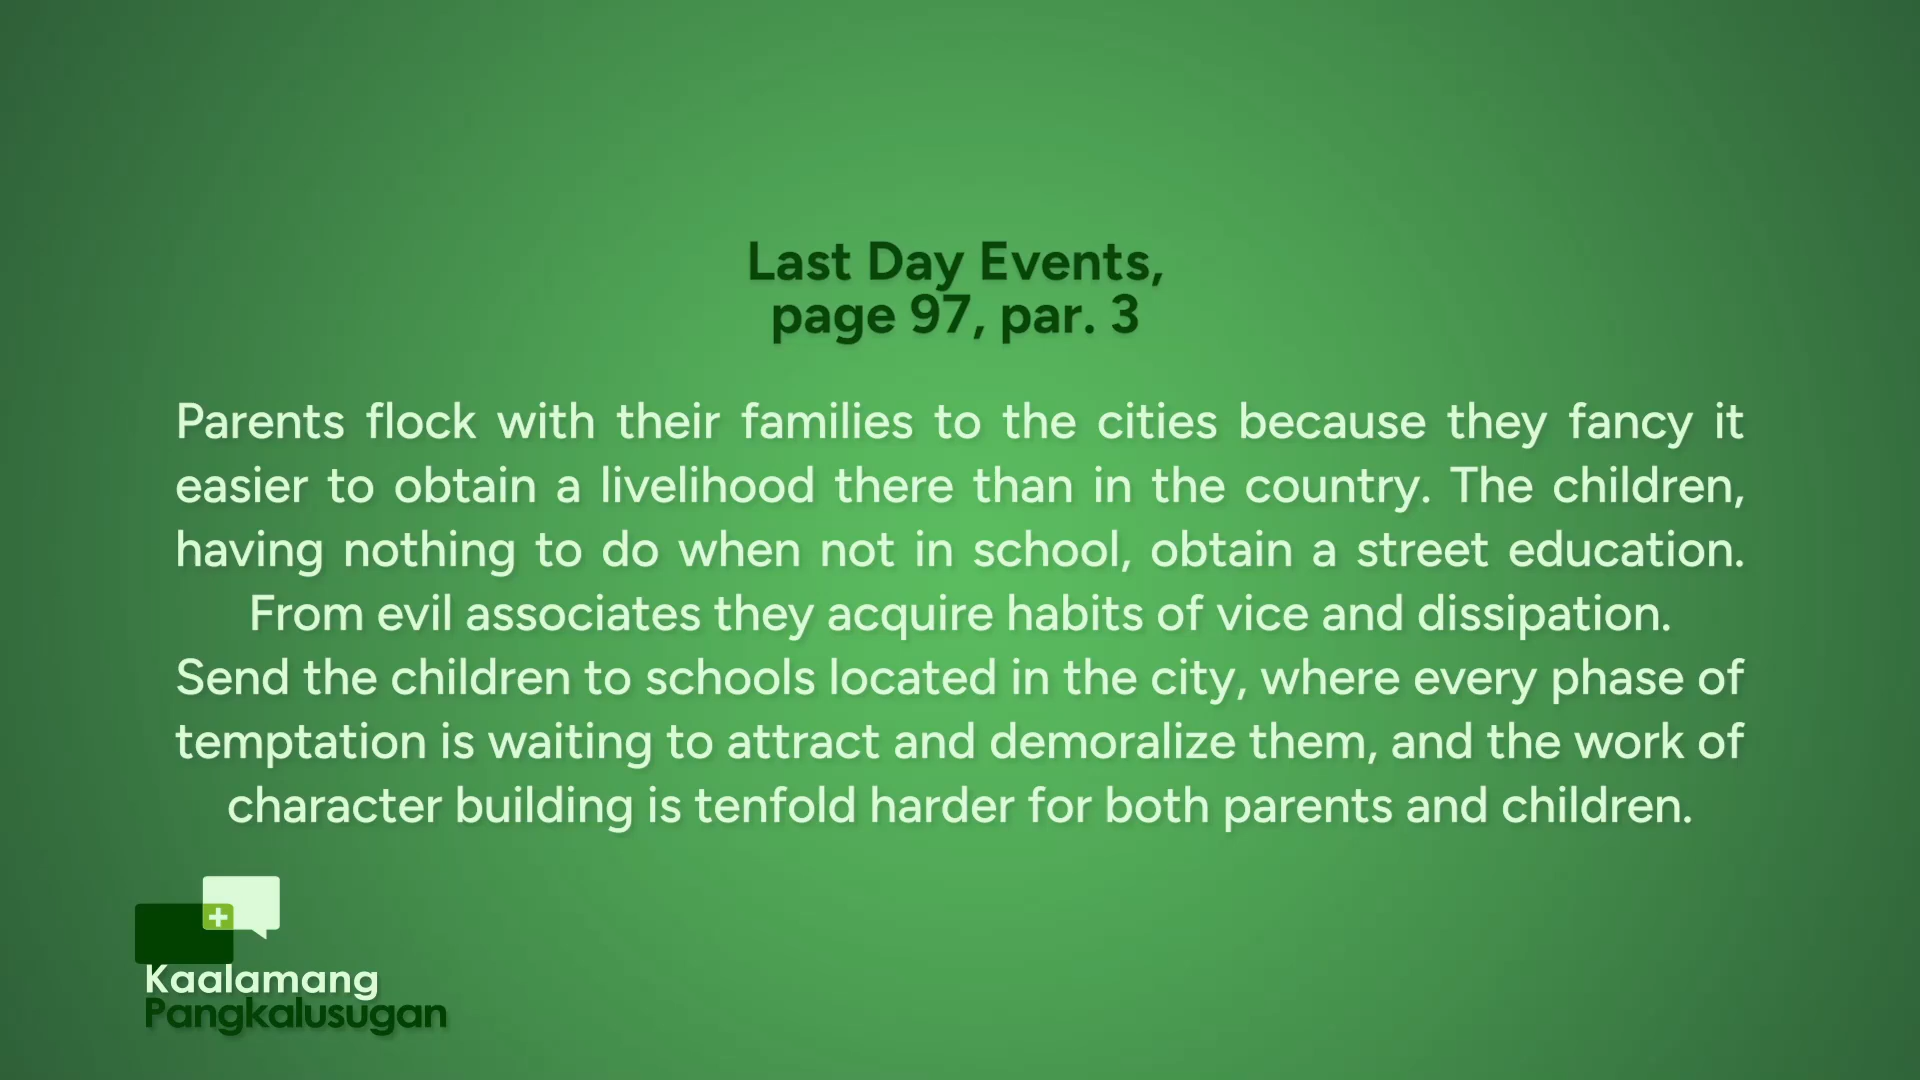 Last Day Events,
page 97, par. 3
Parents flock with their families to the cities because they fancy it
easier to obtain a livelihood there than in the country. The children,
having nothing to do when not in school, obtain a street education.
From evil associates they acquire habits of vice and dissipation.
Send the children to schools located in the city, where every phase of
temptation is waiting to attract and demoralize them, and the work of
character building is tenfold harder for both parents and children.
Kaalamang
Pangkalusugan